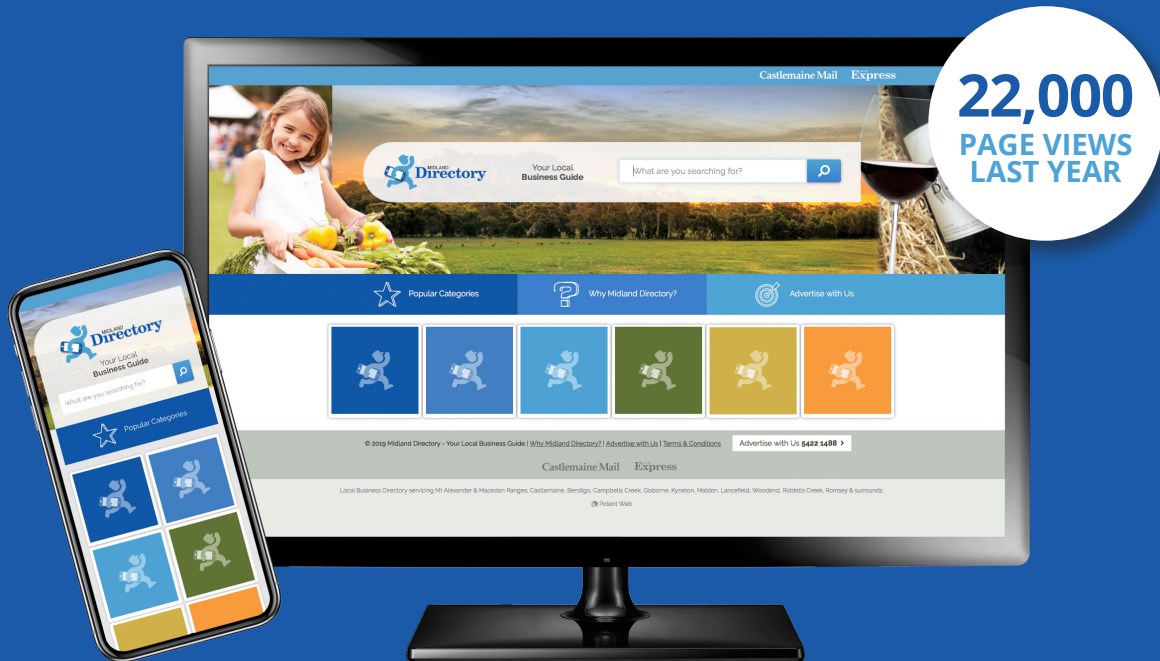 Castlemaine Mail Express
22,000
PAGE VIEWS
LAST YEAR
MIDLAND
Directory
Your Local
Business Guide
What are you searching for?
Popular Categories
Why Midland Directory?
Advertise with Us
© 2019 Midland Directory - Your Local Business Guide | Why Midland Directory? | Advertise with Us | Terms & Conditions
Advertise with Us 5422 1488 >
Castlemaine Mail Express
Local Business Directory servicing Mt Alexander & Macedon Ranges; Castlemaine, Bendigo, Campbells Creek, Gisborne, Kyneton, Maldon, Lancefield, Woodend, Riddells Creek, Romsey & surrounds.
Potent Web
MIDLAND
Directory
Your Local
Business Guide
What are you searching for?
Popular Categories